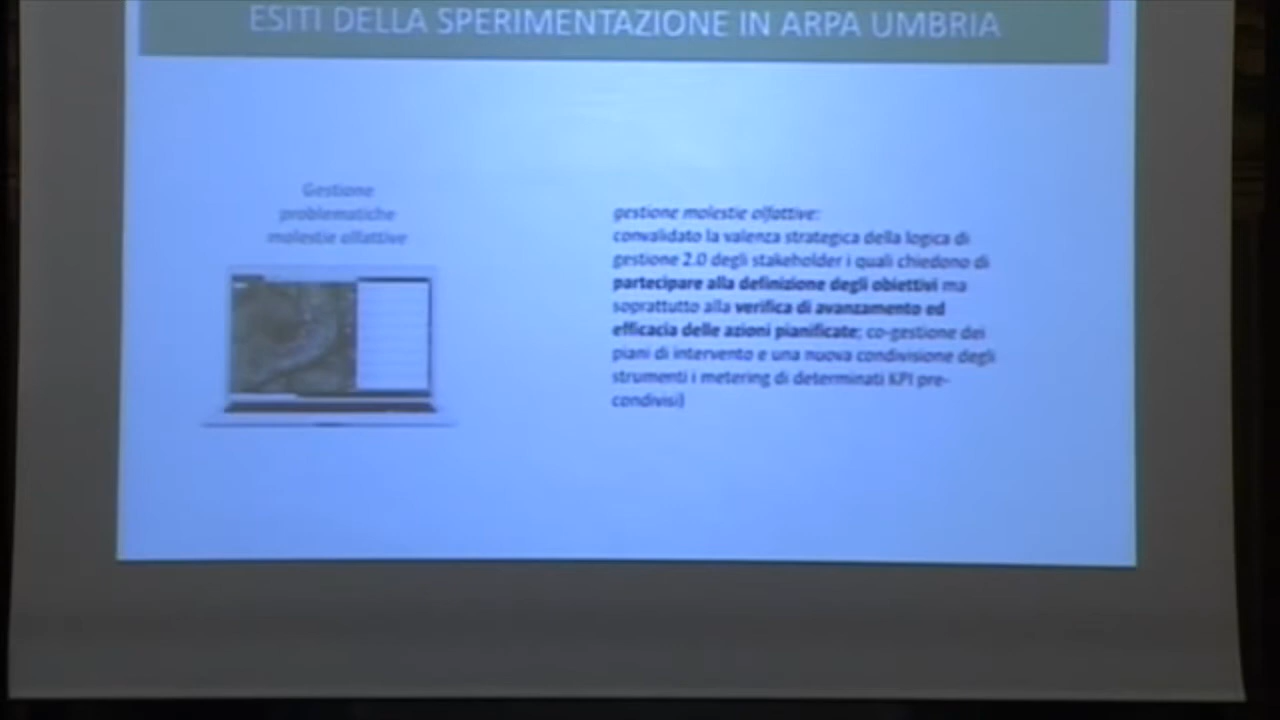 ESITI DELLA SPERIMENTAZIONE IN ARPA UMBRIA
Gestione
problematiche
molestie olfattive
gestione molestie olfattive:
convalidato la valenza strategica della logica di
gestione 2.0 degli stakeholder i quali chiedono di
partecipare alla definizione degli obiettivi ma
soprattutto alla verifica di avanzamento ed
efficacia delle azioni pianificate; co-gestione dei
piani di intervento e una nuova condivisione degli
strumenti i metering di determinati KPI pre-
condivisi)